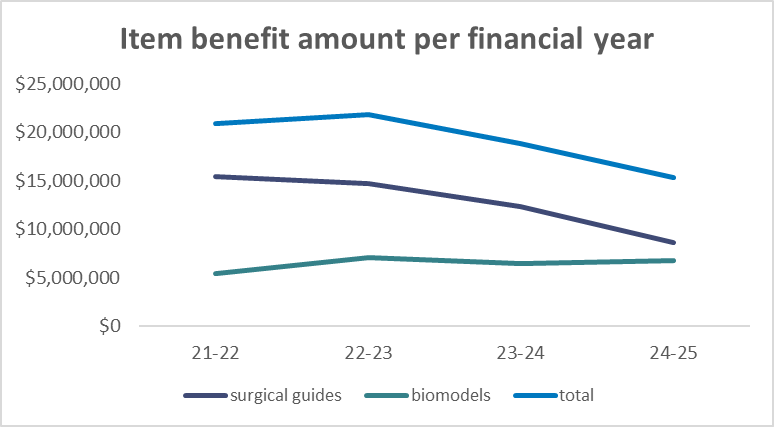 Item benefit amount per financial year
$25,000,000
$20,000,000
$15,000,000
$10,000,000
$5,000,000
$0
21-22 22-23 23-24 24-25
surgical guides biomodels total